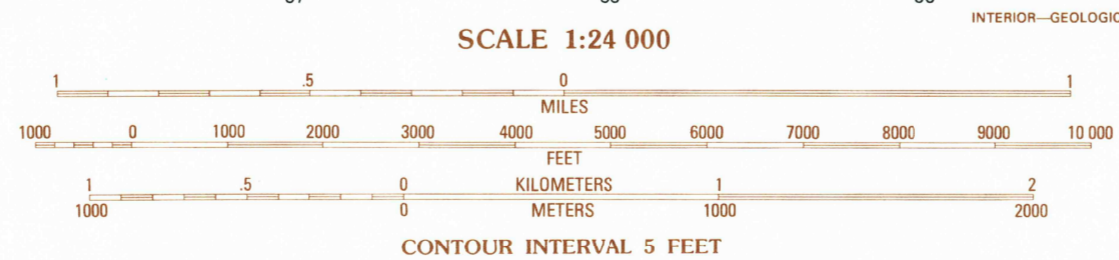 INTERIOR—GEOLOGIC
SCALE 1:24 000
1 .5 0 1
MILES
1000 0 1000 2000 3000 4000 5000 6000 7000 8000 9000 10 000
FEET
1 .5 0 KILOMETERS 1 2
1000 0 METERS 1000 2000
CONTOUR INTERVAL 5 FEET